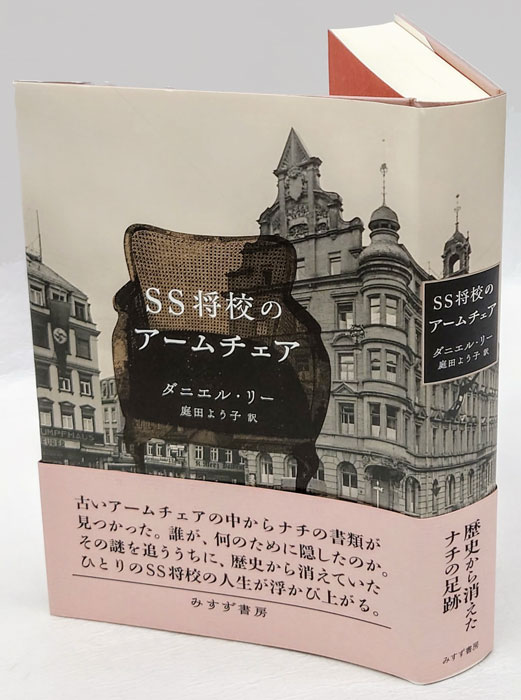 SS将校の
アームチェア
ダニエル・リー
庭田よう子 訳
UMPFHAUS
古いアームチェアの中からナチの書類が
見つかった。誰が、何のために隠したのか。
その謎を追ううちに、歴史から消えていた
ひとりのSS将校の人生が浮かび上がる。
みすず書房
SS将校の
アームチェア
ダニエル・リー
庭田よう子 訳
歴史から消えた
ナチの足跡
みすず書房